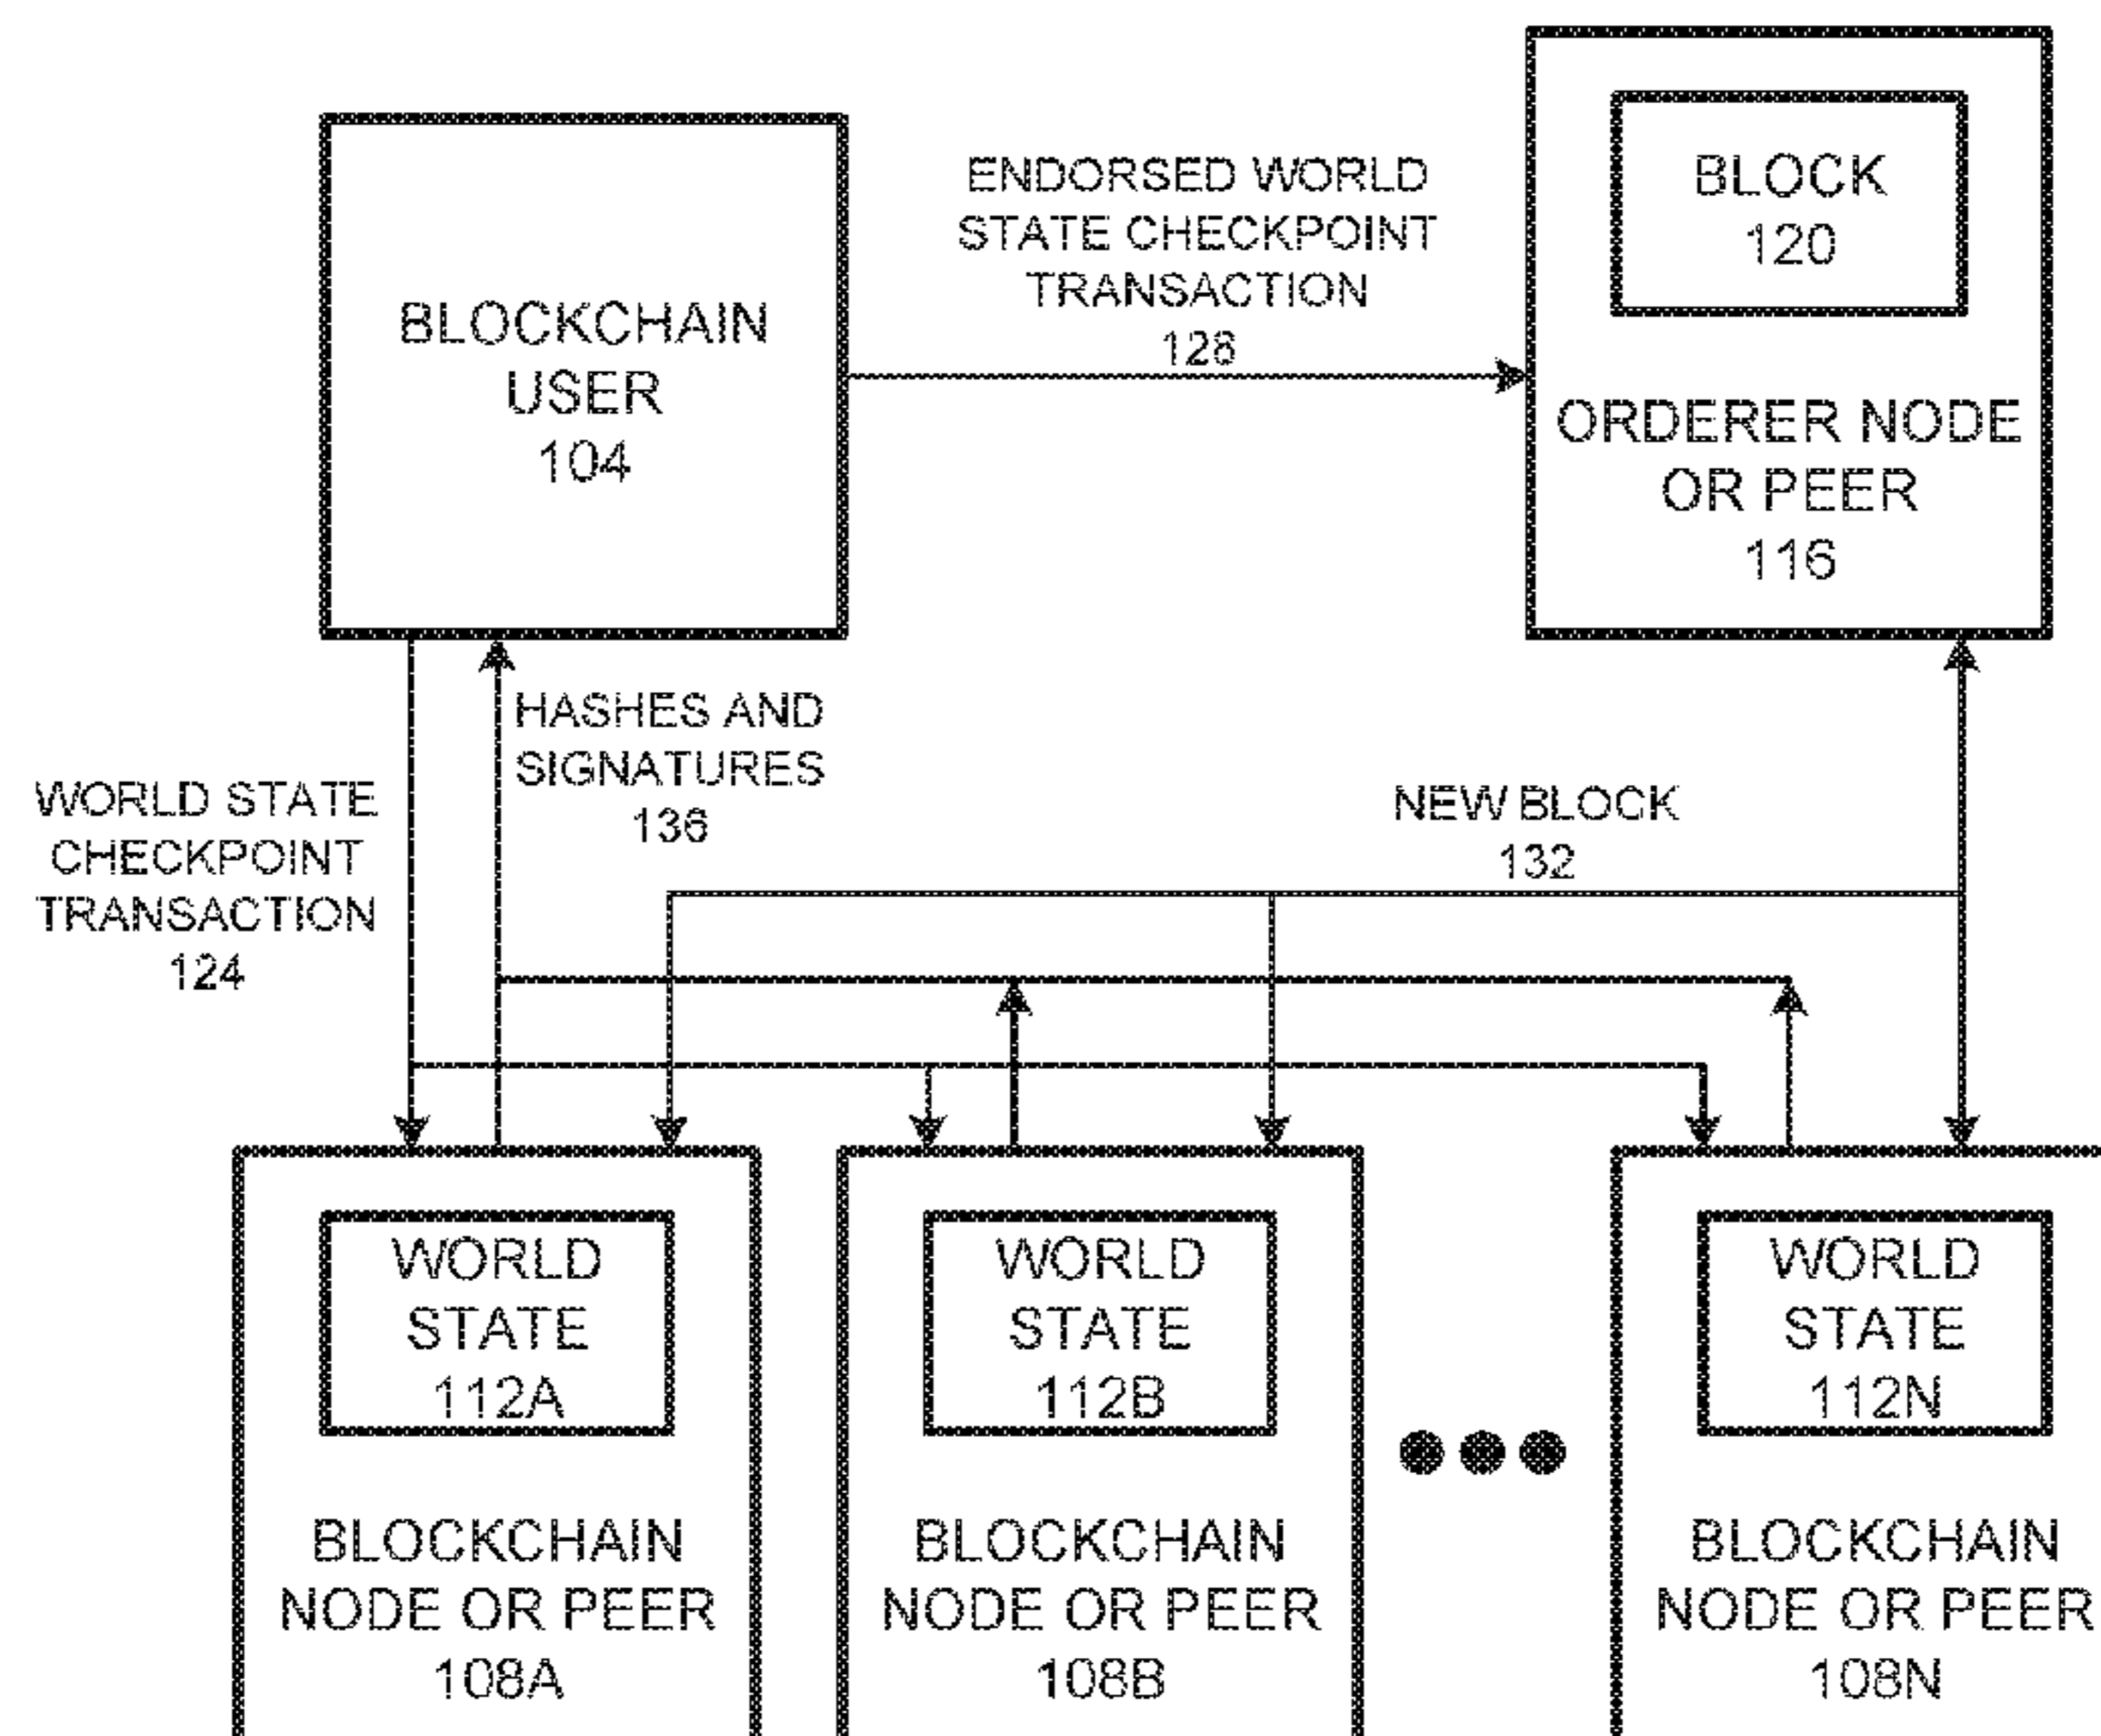 BLOCKCHAIN
USER
104
ENDORSED WORLD
STATE CHECKPOINT
TRANSACTION
128
BLOCK
120
ORDERER NODE
OR PEER
116
WORLD STATE
CHECKPOINT
TRANSACTION
124
HASHES AND
SIGNATURES
136
NEW BLOCK
132
WORLD
STATE
112A
BLOCKCHAIN
NODE OR PEER
108A
WORLD
STATE
112B
BLOCKCHAIN
NODE OR PEER
108B
WORLD
STATE
112N
BLOCKCHAIN
NODE OR PEER
108N